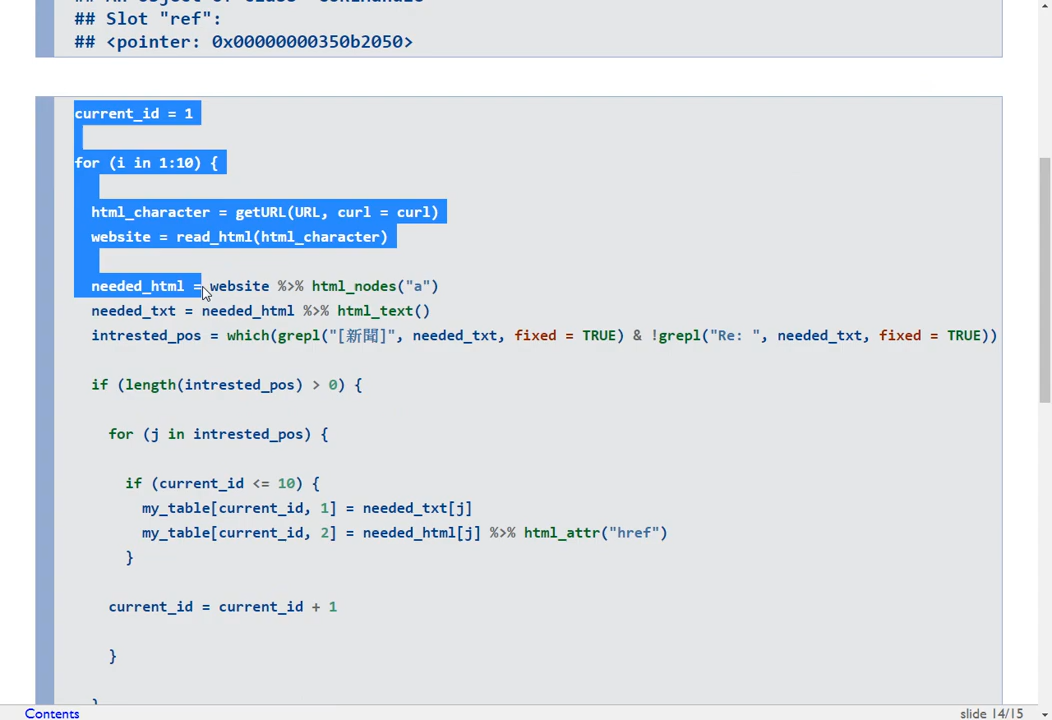 ## Slot "ref":
## <pointer: 0x00000000350b2050>
current_id = 1
for (i in 1:10) {
html_character = getURL(URL, curl = curl)
website = read_html(html_character)
needed_html = website %>% html_nodes("a")
needed_txt = needed_html %>% html_text()
intrested_pos = which(grepl("[新聞]", needed_txt, fixed = TRUE) & !grepl("Re: ", needed_txt, fixed = TRUE))
if (length(intrested_pos) > 0) {
for (j in intrested_pos) {
if (current_id <= 10) {
my_table[current_id, 1] = needed_txt[j]
my_table[current_id, 2] = needed_html[j] %>% html_attr("href")
}
current_id = current_id + 1
}
}
Contents
slide 14/15